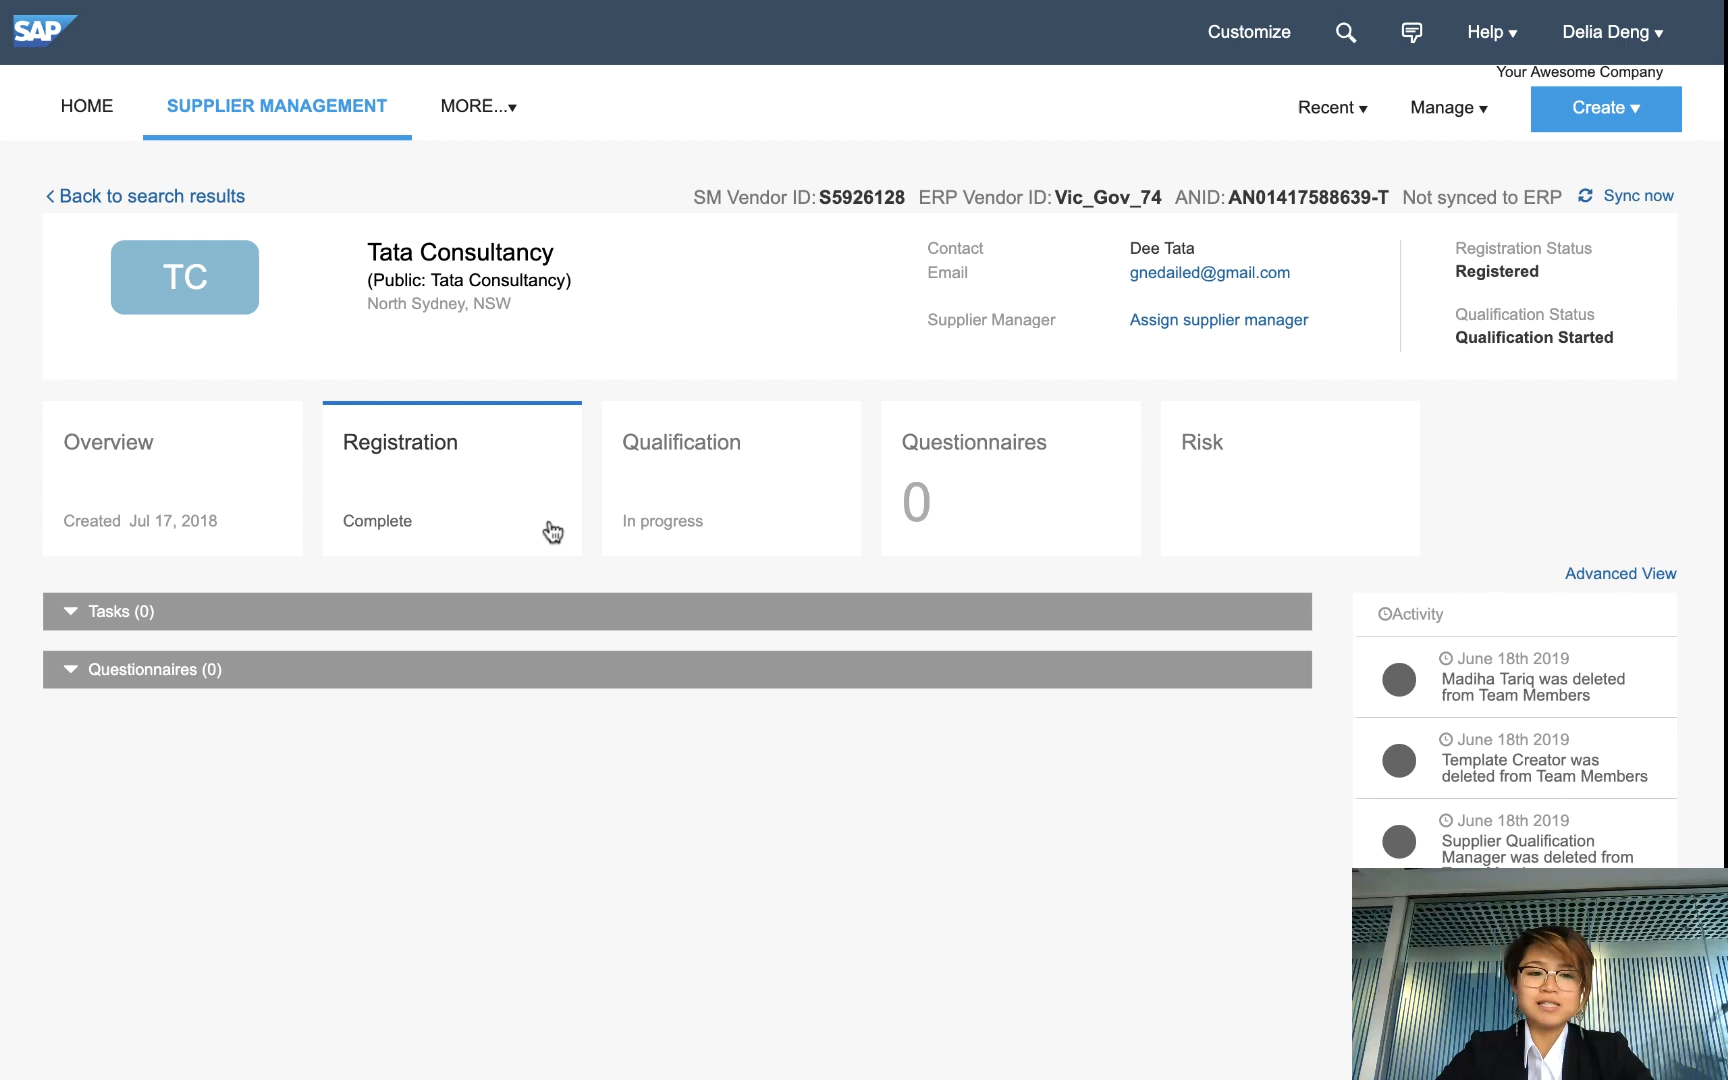 SAP
Customize
Help ▾
Delia Deng ▾
Your Awesome Company
HOME
SUPPLIER MANAGEMENT
MORE...▾
Recent ▾
Manage ▾
Create ▾
Back to search results
SM Vendor ID: S5926128 ERP Vendor ID: Vic_Gov_74 ANID: AN01417588639-T Not synced to ERP Sync now
TC
Tata Consultancy
(Public: Tata Consultancy)
North Sydney, NSW
Contact Dee Tata
Email gnedailed@gmail.com
Supplier Manager Assign supplier manager
Registration Status
Registered
Qualification Status
Qualification Started
Overview
Created Jul 17, 2018
Registration
Complete
Qualification
In progress
Questionnaires
0
Risk
Advanced View
Tasks (0)
Questionnaires (0)
Activity
June 18th 2019
Madiha Tariq was deleted
from Team Members
June 18th 2019
Template Creator was
deleted from Team Members
June 18th 2019
Supplier Qualification
Manager was deleted from